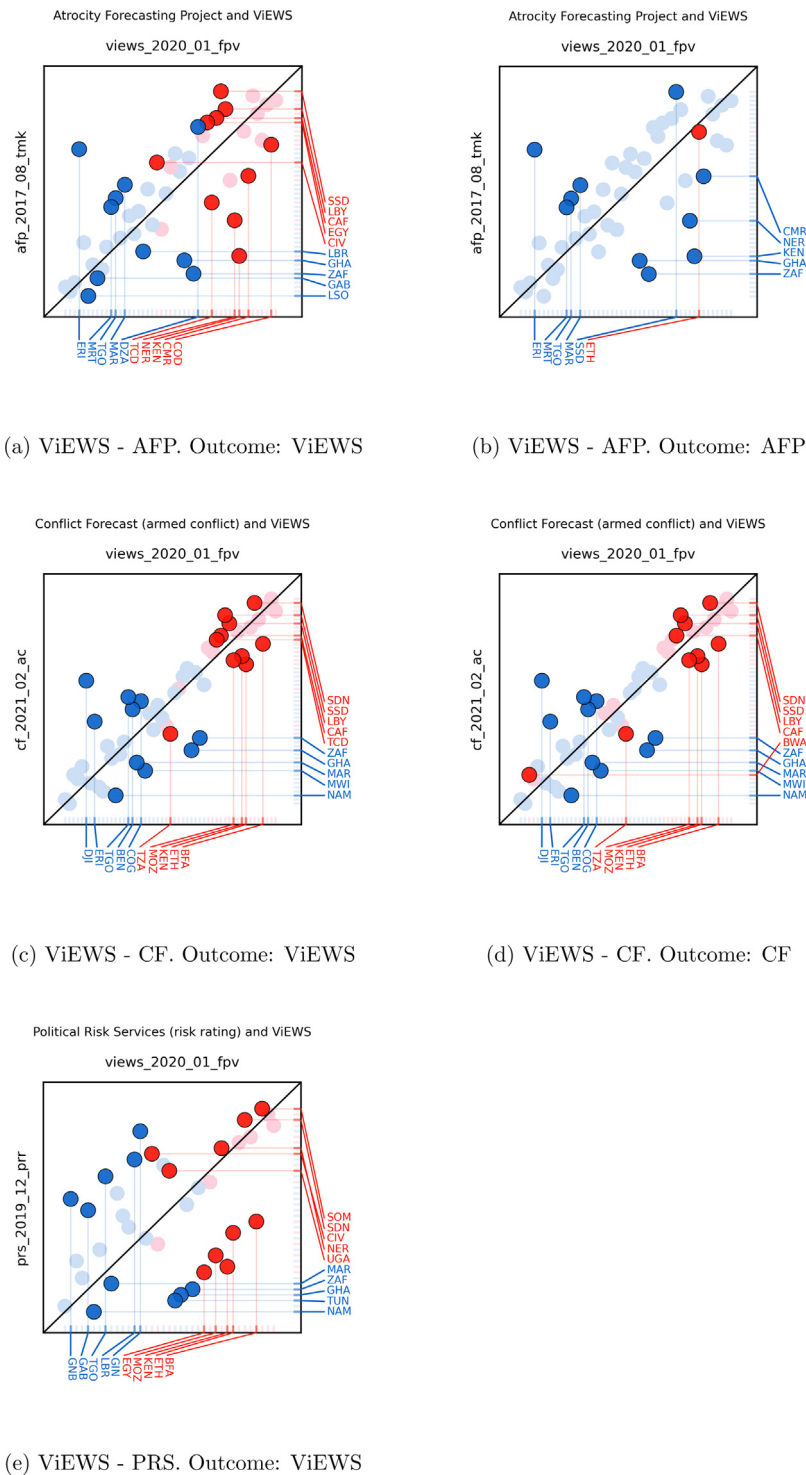 Atrocity Forecasting Project and ViEWS
views_2020_01_fpv
afp_2017_08_tmk
SSD
LBY
CAF
EGY
CIV
LBR
GHA
ZAF
GAB
LSO
ERI
MRT
TGO
MAR
DZA
TCD
NER
KEN
CMR
COD
(a) ViEWS - AFP. Outcome: ViEWS
Atrocity Forecasting Project and ViEWS
views_2020_01_fpv
afp_2017_08_tmk
CMR
NER
KEN
GHA
ZAF
ERI
MRT
TGO
MAR
SSD
ETH
(b) ViEWS - AFP. Outcome: AFP
Conflict Forecast (armed conflict) and ViEWS
views_2020_01_fpv
cf_2021_02_ac
SDN
SSD
LBY
CAF
TCD
ZAF
GHA
MAR
MWI
NAM
DJI
ERI
TGO
BEN
COG
TZA
MOZ
KEN
ETH
BFA
(c) ViEWS - CF. Outcome: ViEWS
Conflict Forecast (armed conflict) and ViEWS
views_2020_01_fpv
cf_2021_02_ac
SDN
SSD
LBY
CAF
BWA
ZAF
GHA
MAR
MWI
NAM
DJI
ERI
TGO
BEN
COG
TZA
MOZ
KEN
ETH
BFA
(d) ViEWS - CF. Outcome: CF
Political Risk Services (risk rating) and ViEWS
views_2020_01_fpv
prs_2019_12_prr
SOM
SDN
CIV
NER
UGA
MAR
ZAF
GHA
TUN
NAM
GNB
GAB
TGO
LBR
GIN
EGY
MOZ
KEN
ETH
BFA
(e) ViEWS - PRS. Outcome: ViEWS